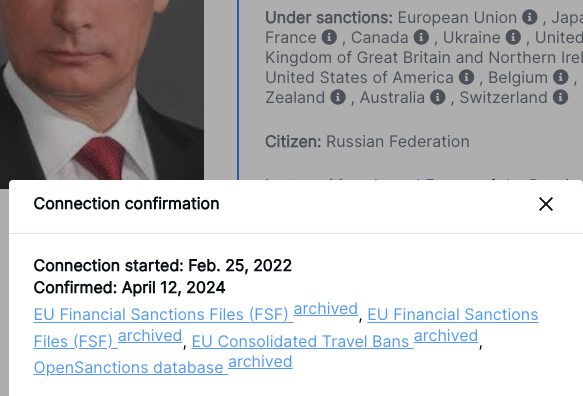 Under sanctions: European Union , Japa
France , Canada , Ukraine , United
Kingdom of Great Britain and Northern Irel
United States of America , Belgium ,
Zealand , Australia , Switzerland
Citizen: Russian Federation
Connection confirmation
Connection started: Feb. 25, 2022
Confirmed: April 12, 2024
EU Financial Sanctions Files (FSF) archived, EU Financial Sanctions
Files (FSF) archived, EU Consolidated Travel Bans archived,
OpenSanctions database archived